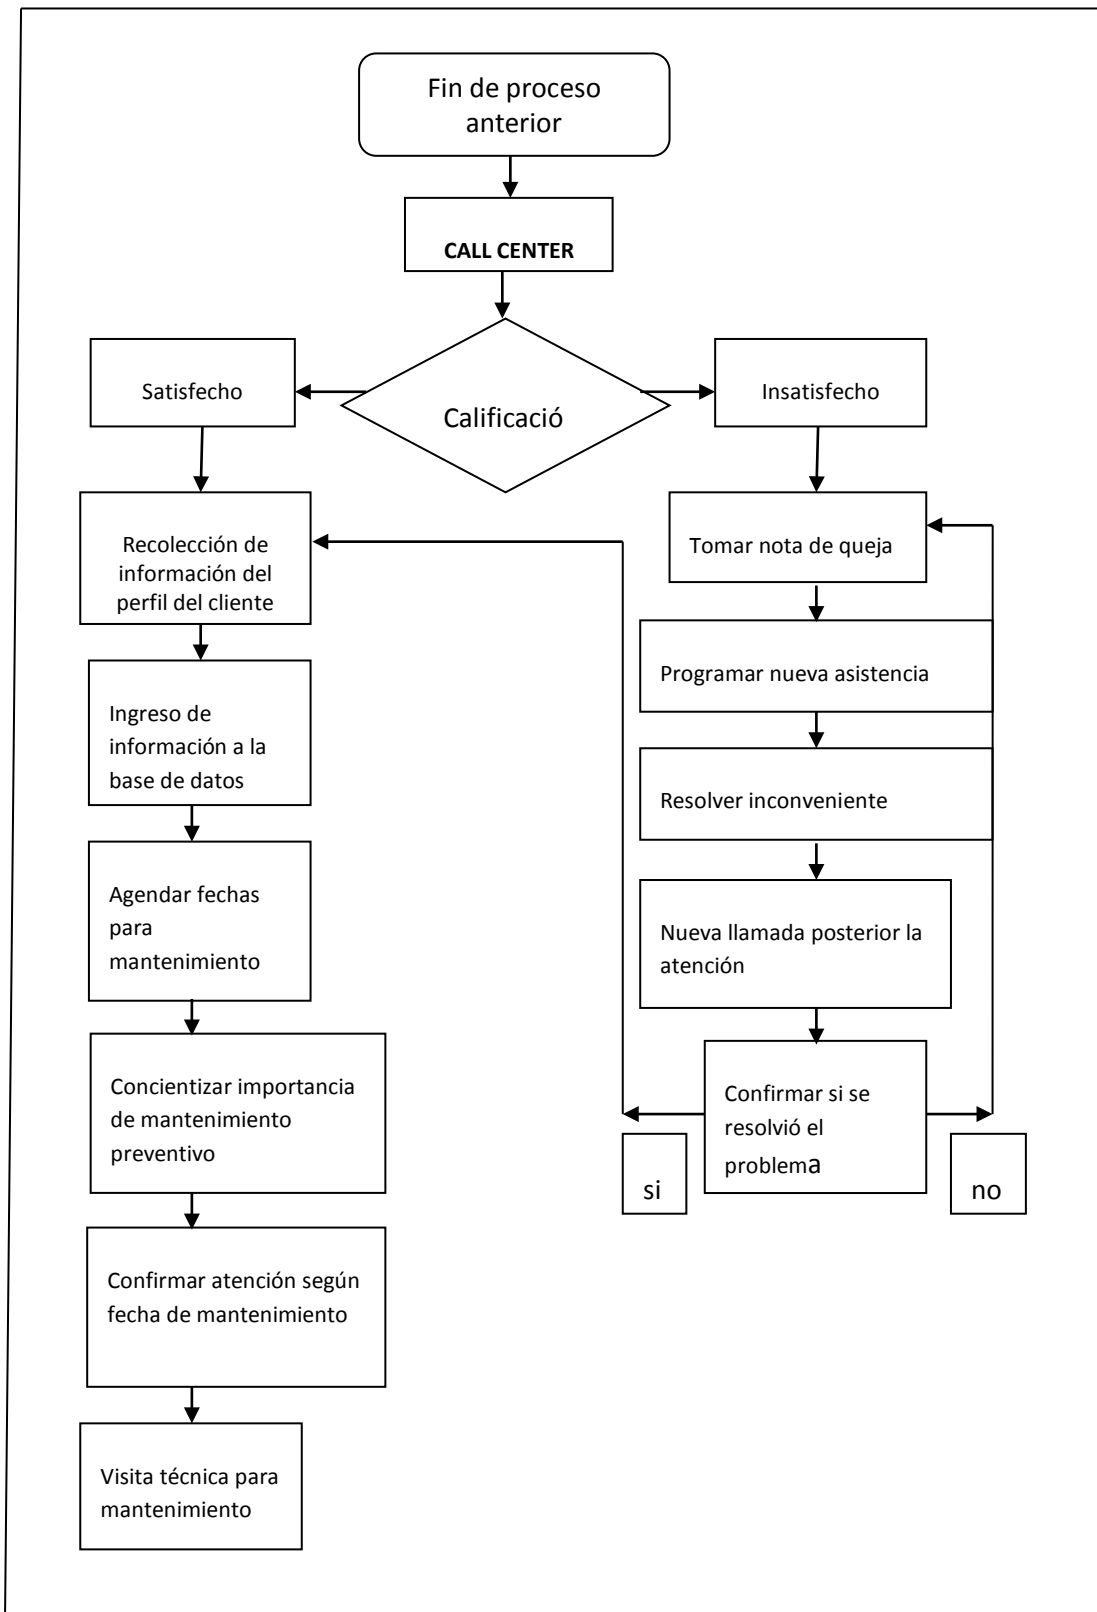 Fin de proceso
anterior
CALL CENTER
Calificació
Satisfecho
Insatisfecho
Recolección de
información del
perfil del cliente
Ingreso de
información a la
base de datos
Agendar fechas
para
mantenimiento
Concientizar importancia
de mantenimiento
preventivo
Confirmar atención según
fecha de mantenimiento
Visita técnica para
mantenimiento
Tomar nota de queja
Programar nueva asistencia
Resolver inconveniente
Nueva llamada posterior la
atención
Confirmar si se
resolvió el
problema
si
no